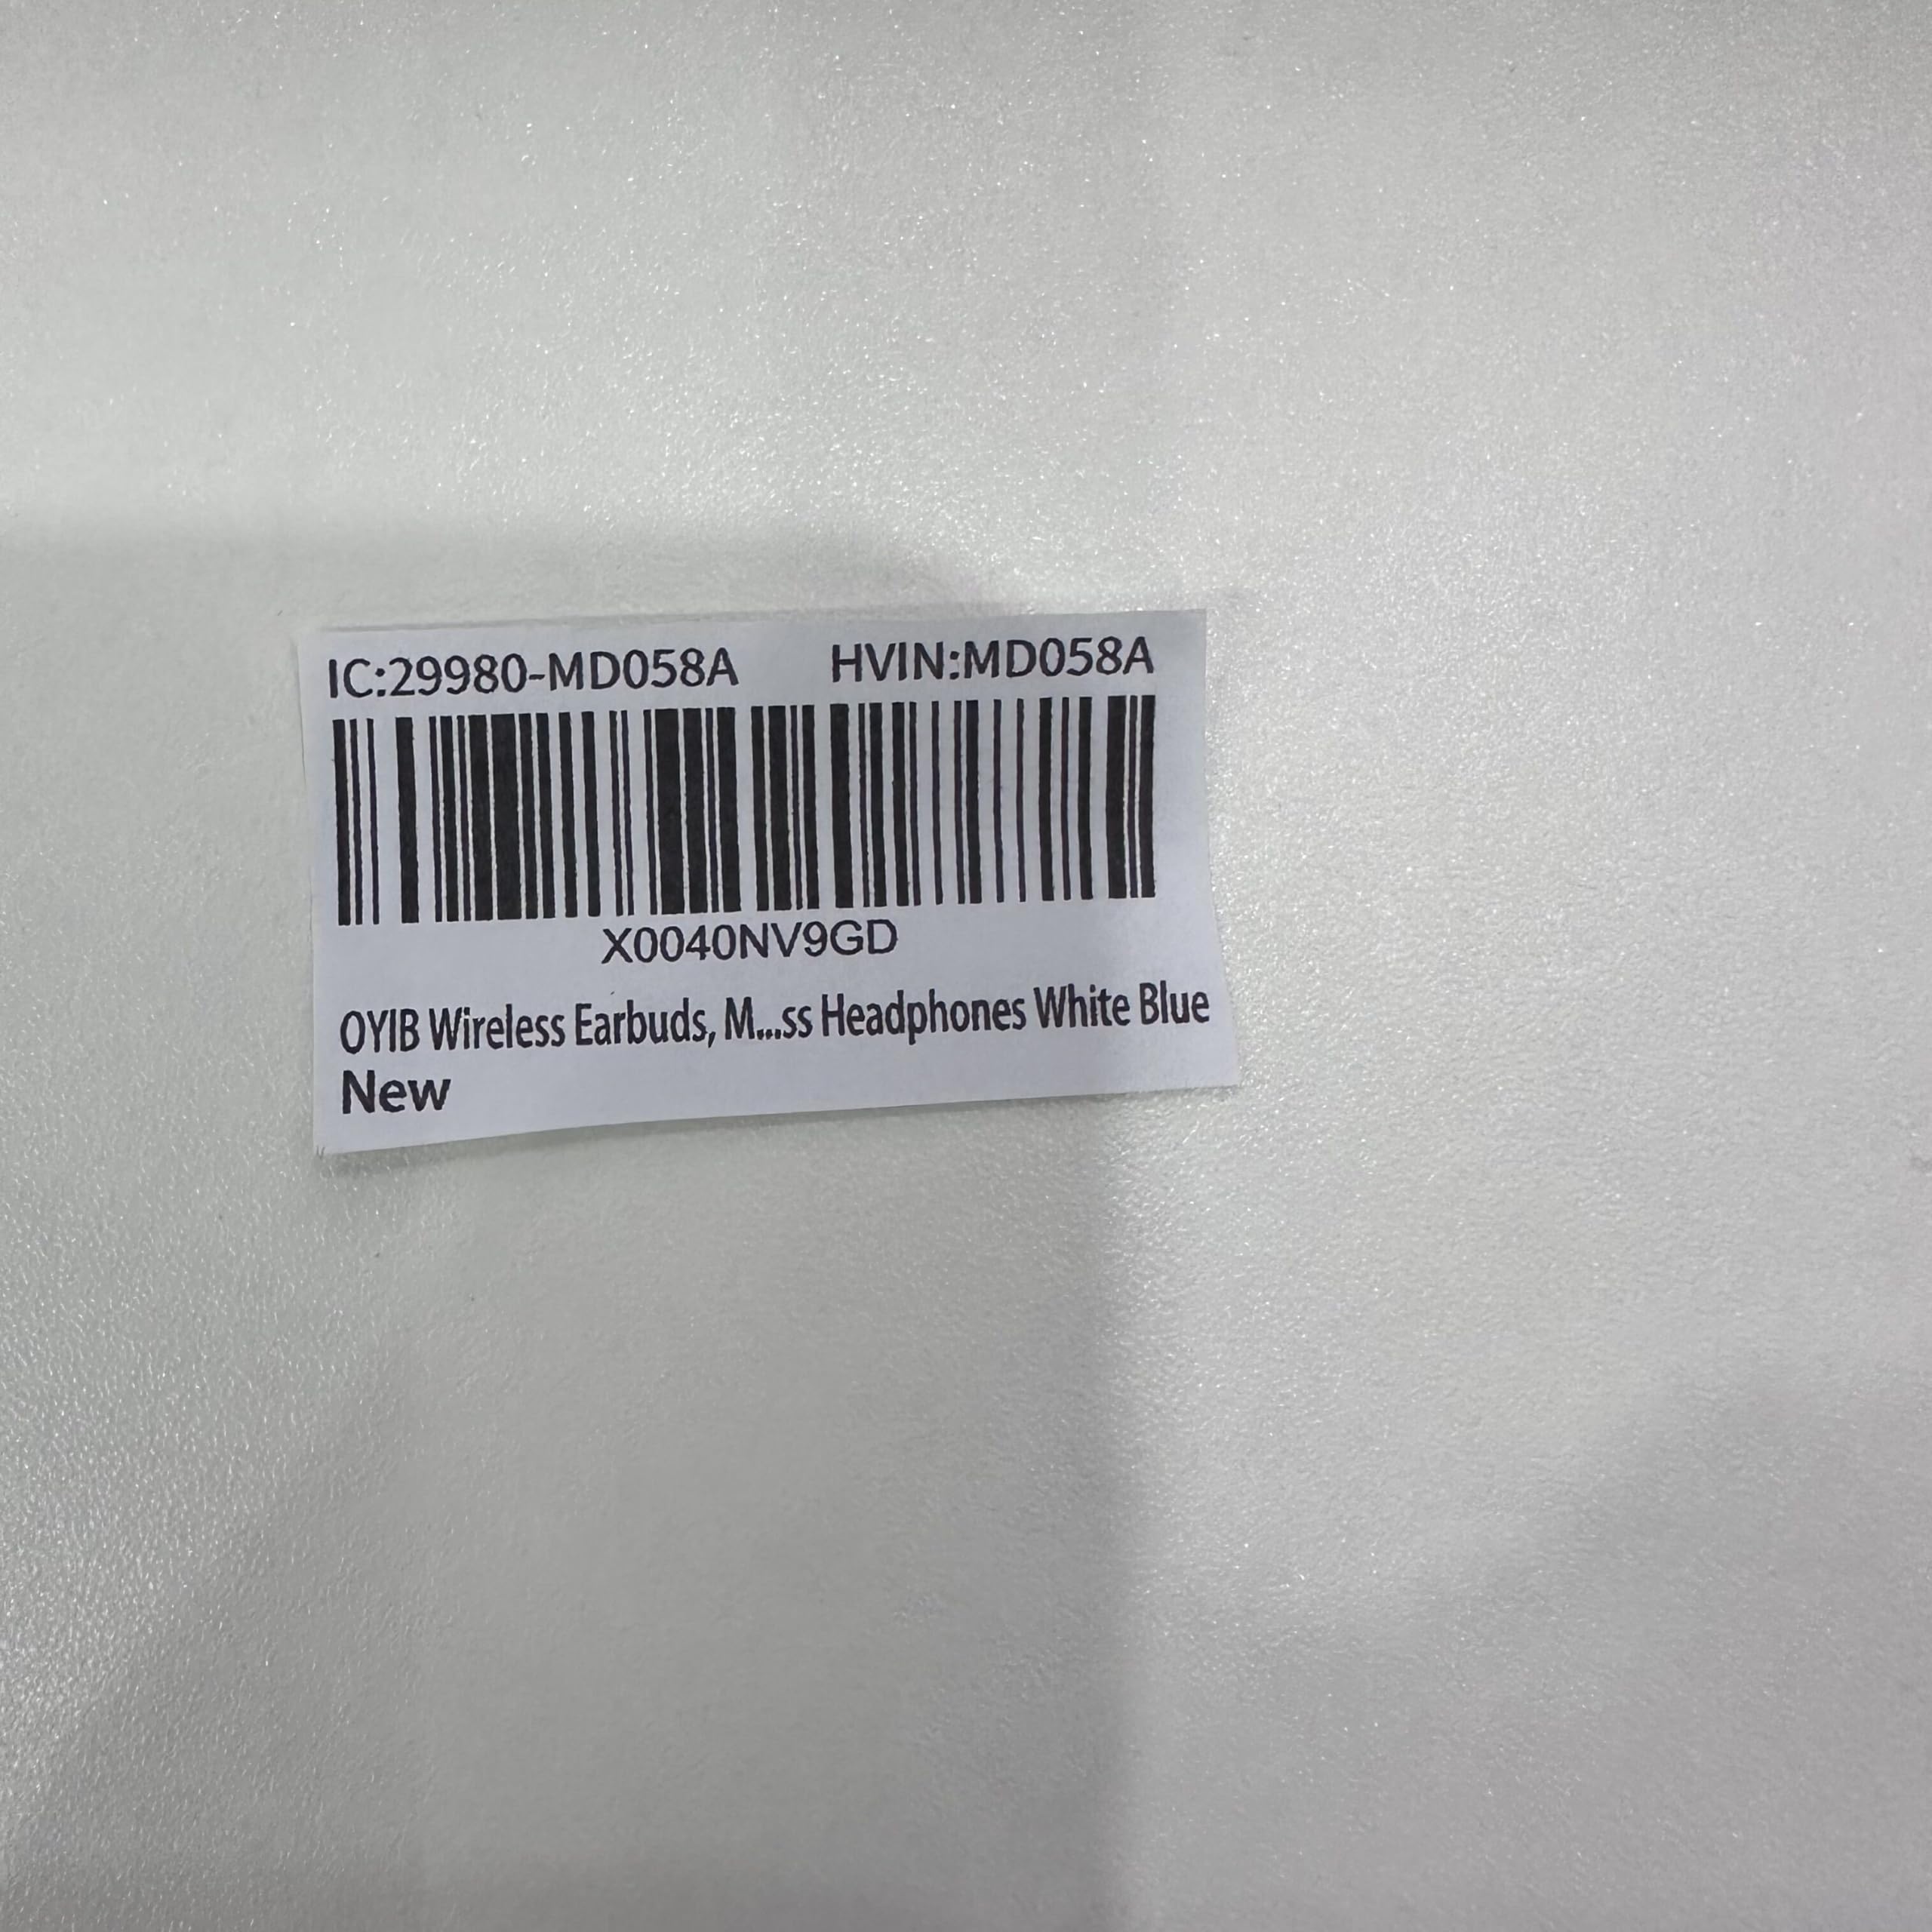 IC:29980-MD058A HVIN:MD058A
X0040NV9GD
OYIB Wireless Earbuds, M...ss Headphones White Blue
New